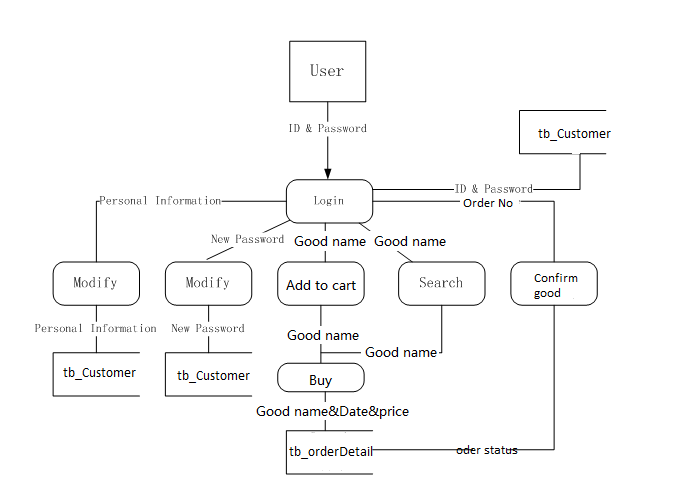 User
ID & Password
tb_Customer
Login
ID & Password
Personal Information
Order No
New Password
Good name
Good name
Modify
Modify
Add to cart
Search
Confirm
good
Personal Information
New Password
Good name
Good name
tb_Customer
tb_Customer
Buy
Good name&Date&price
tb_orderDetail
oder status